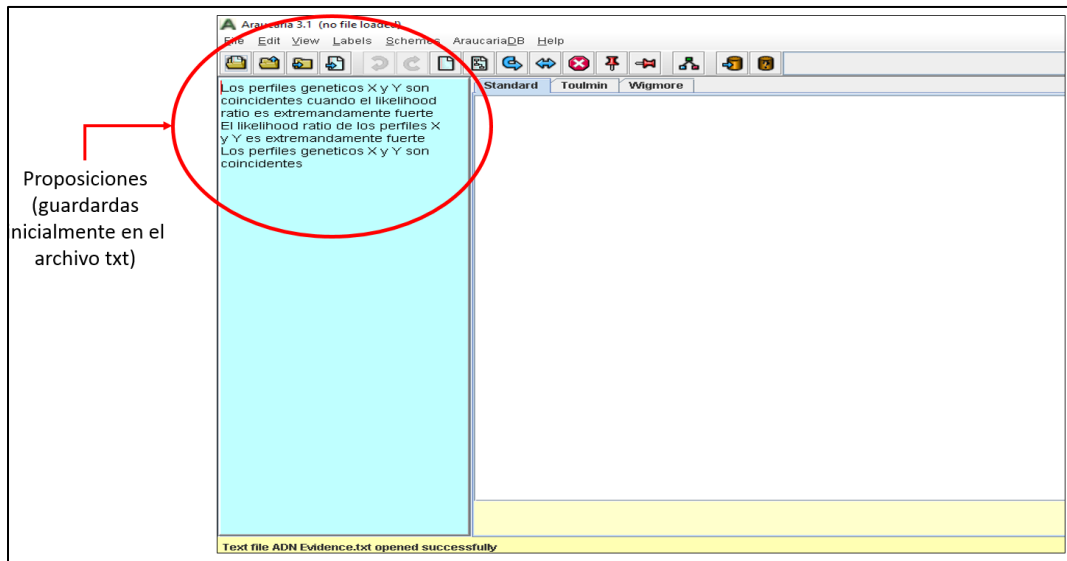 Araucaria 3.1 (no file loaded)
File Edit View Labels Schemes AraucariaDB Help
Standard Toulmin Wigmore
Los perfiles geneticos X y Y son
coincidentes cuando el likelihood
ratio es extremandamente fuerte
El likelihood ratio de los perfiles X
y Y es extremandamente fuerte
Los perfiles geneticos X y Y son
coincidentes
Proposiciones
(guardardas
nicialmente en el
archivo txt)
Text file ADN Evidence.txt opened successfully